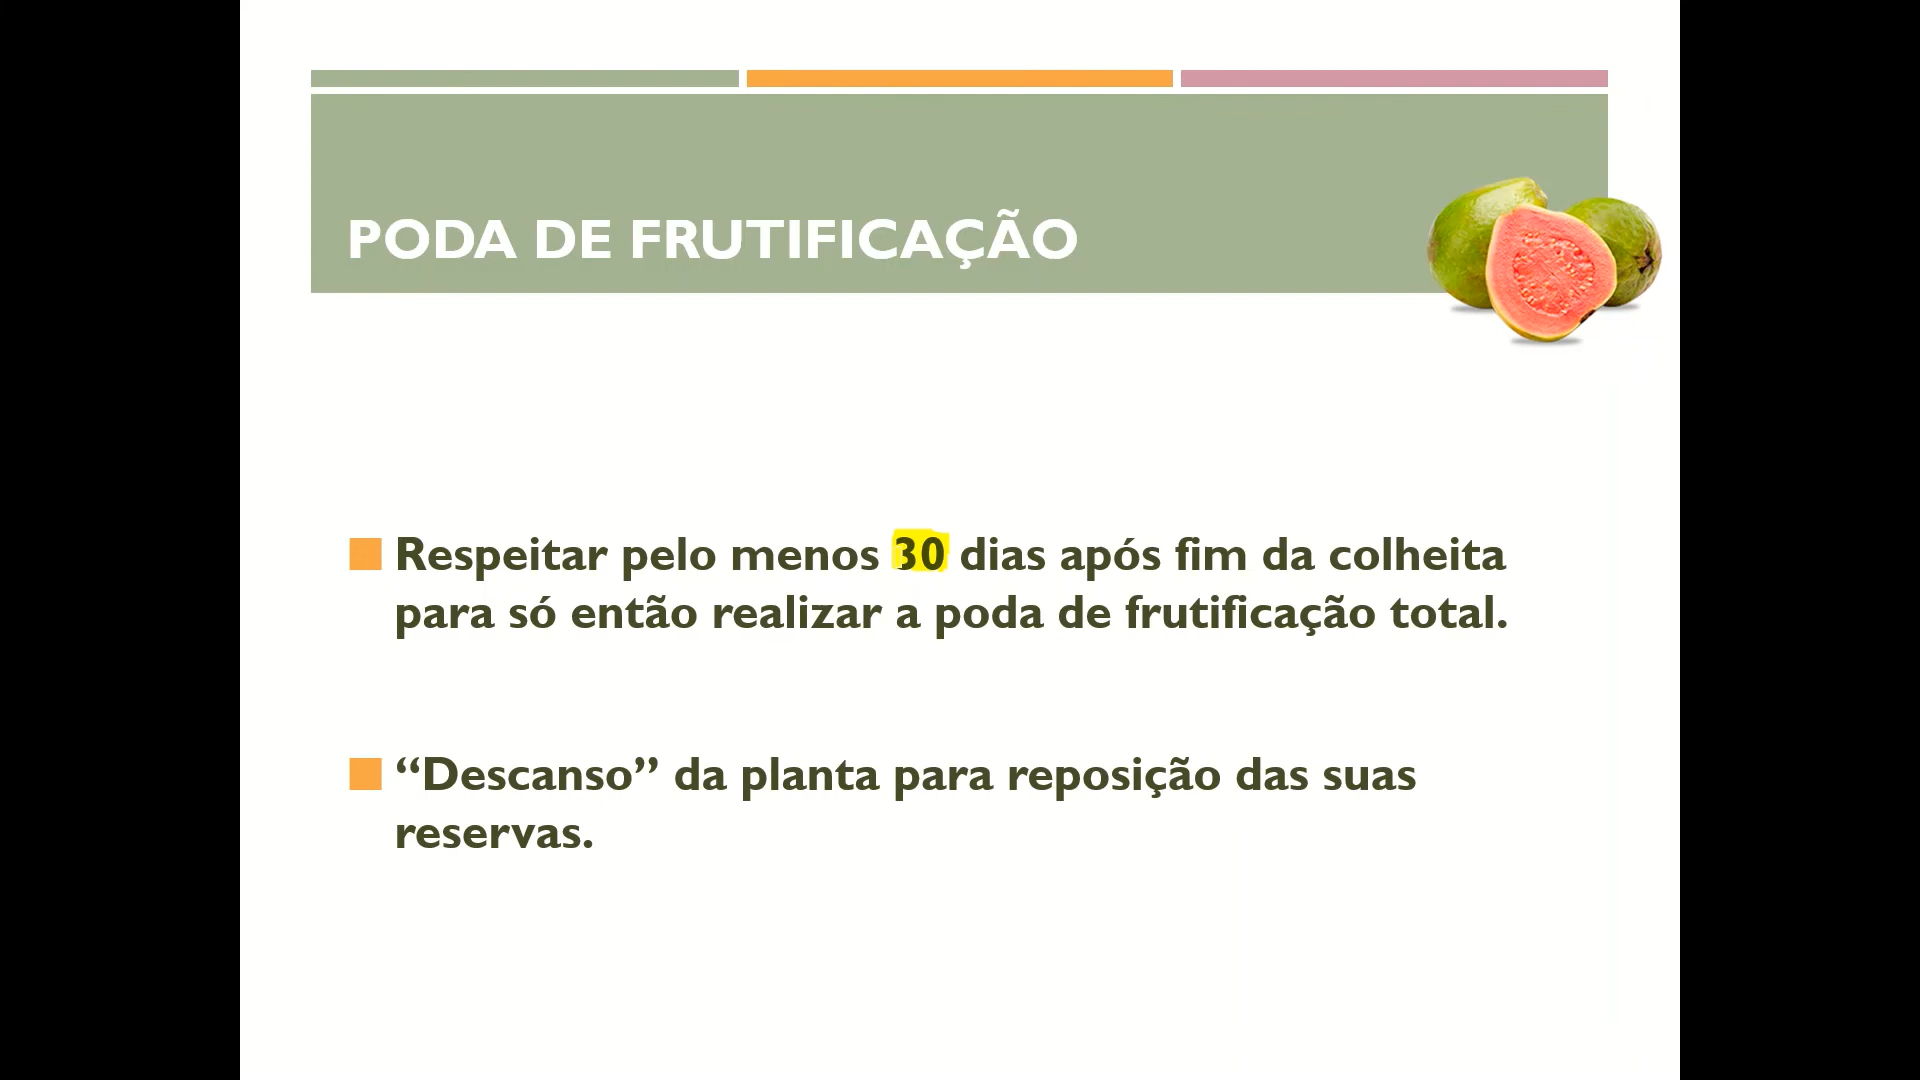 PODA DE FRUTIFICAÇÃO
Respeitar pelo menos 30 dias após fim da colheita
para só então realizar a poda de frutificação total.
“Descanso” da planta para reposição das suas
reservas.